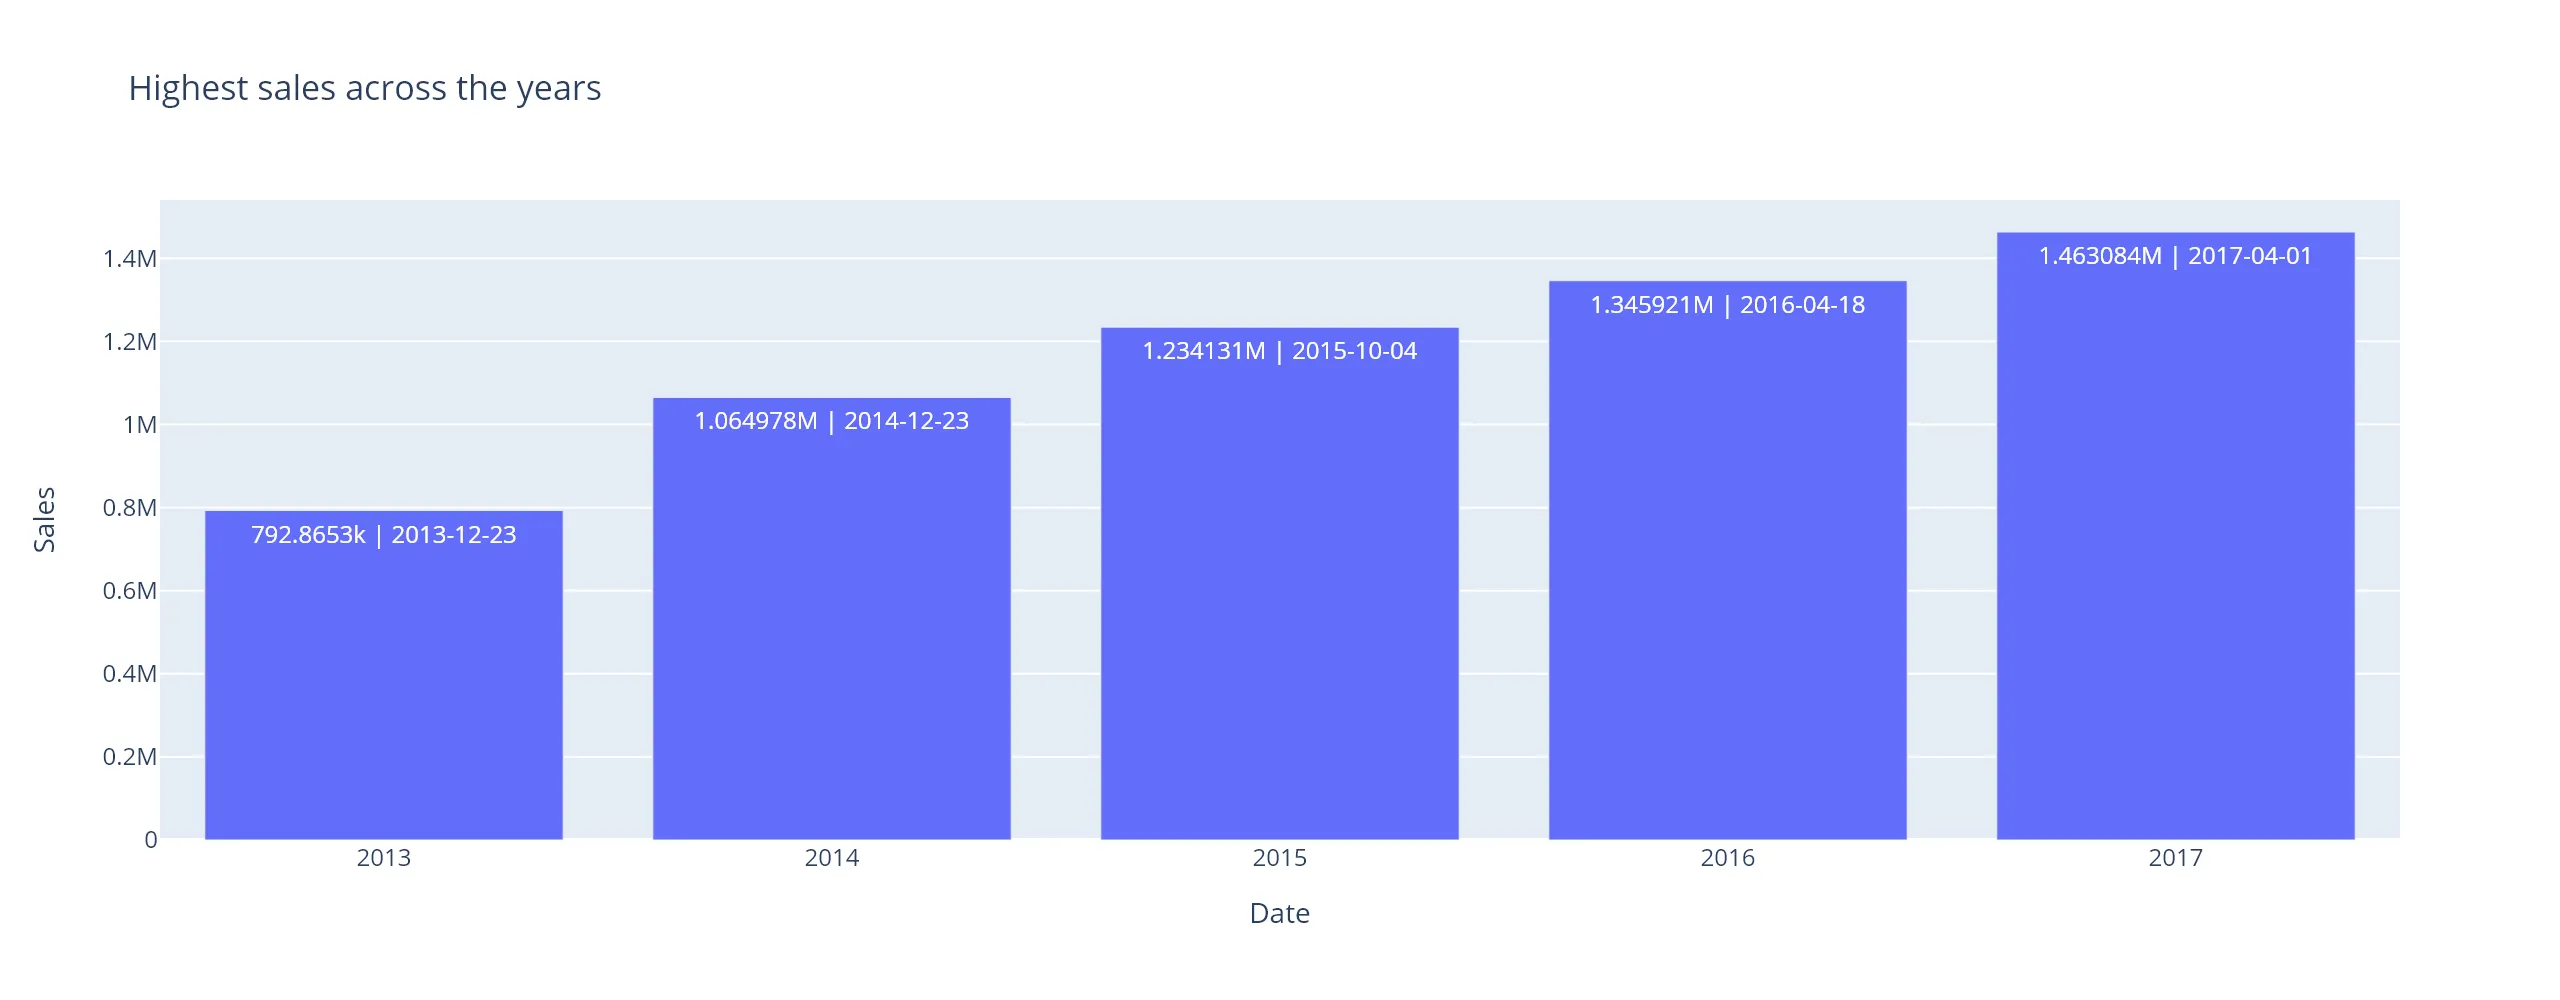 Highest sales across the years
Sales
1.4M
1.2M
1M
0.8M
0.6M
0.4M
0.2M
0
792.8653k | 2013-12-23
1.064978M | 2014-12-23
1.234131M | 2015-10-04
1.345921M | 2016-04-18
1.463084M | 2017-04-01
2013 2014 2015 2016 2017
Date